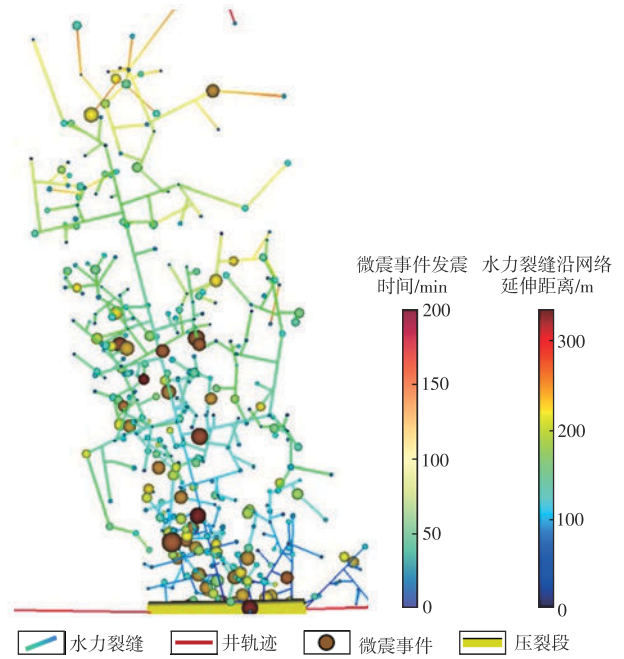 微震事件发震
时间/min
200
150
100
50
0
水力裂缝沿网络
延伸距离/m
300
200
100
0
水力裂缝
井轨迹
微震事件
压裂段